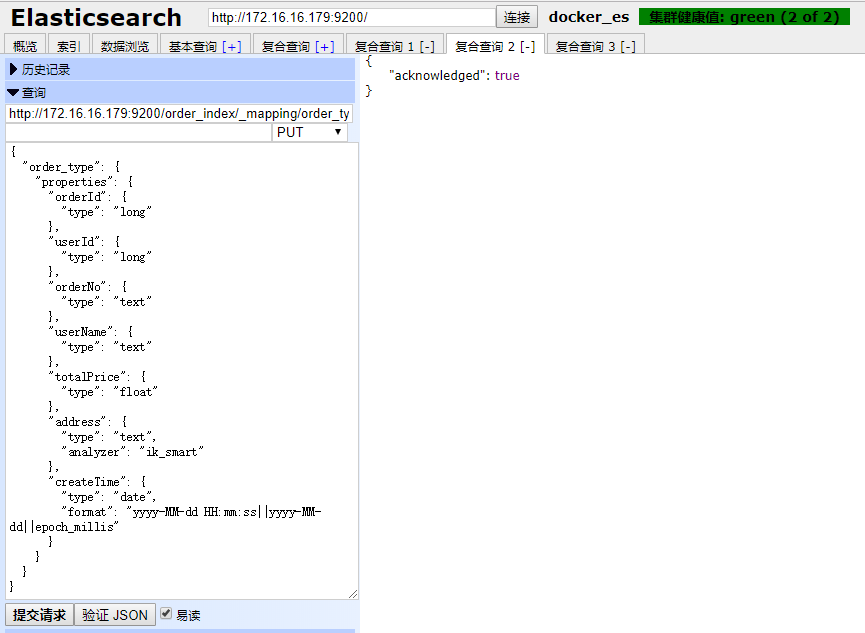 Elasticsearch http://172.16.16.179:9200/ 连接 docker_es 集群健康值: green (2 of 2)
概览 索引 数据浏览 基本查询 [+] 复合查询 [+] 复合查询 1 [-] 复合查询 2 [-] 复合查询 3 [-]
历史记录
查询
http://172.16.16.179:9200/order_index/_mapping/order_ty
PUT
{
"order_type": {
"properties": {
"orderId": {
"type": "long"
},
"userId": {
"type": "long"
},
"orderNo": {
"type": "text"
},
"userName": {
"type": "text"
},
"totalPrice": {
"type": "float"
},
"address": {
"type": "text",
"analyzer": "ik_smart"
},
"createTime": {
"type": "date",
"format": "yyyy-MM-dd HH:mm:ss||yyyy-MM-
dd||epoch_millis"
}
}
}
}
提交请求 验证 JSON 易读
{
"acknowledged": true
}